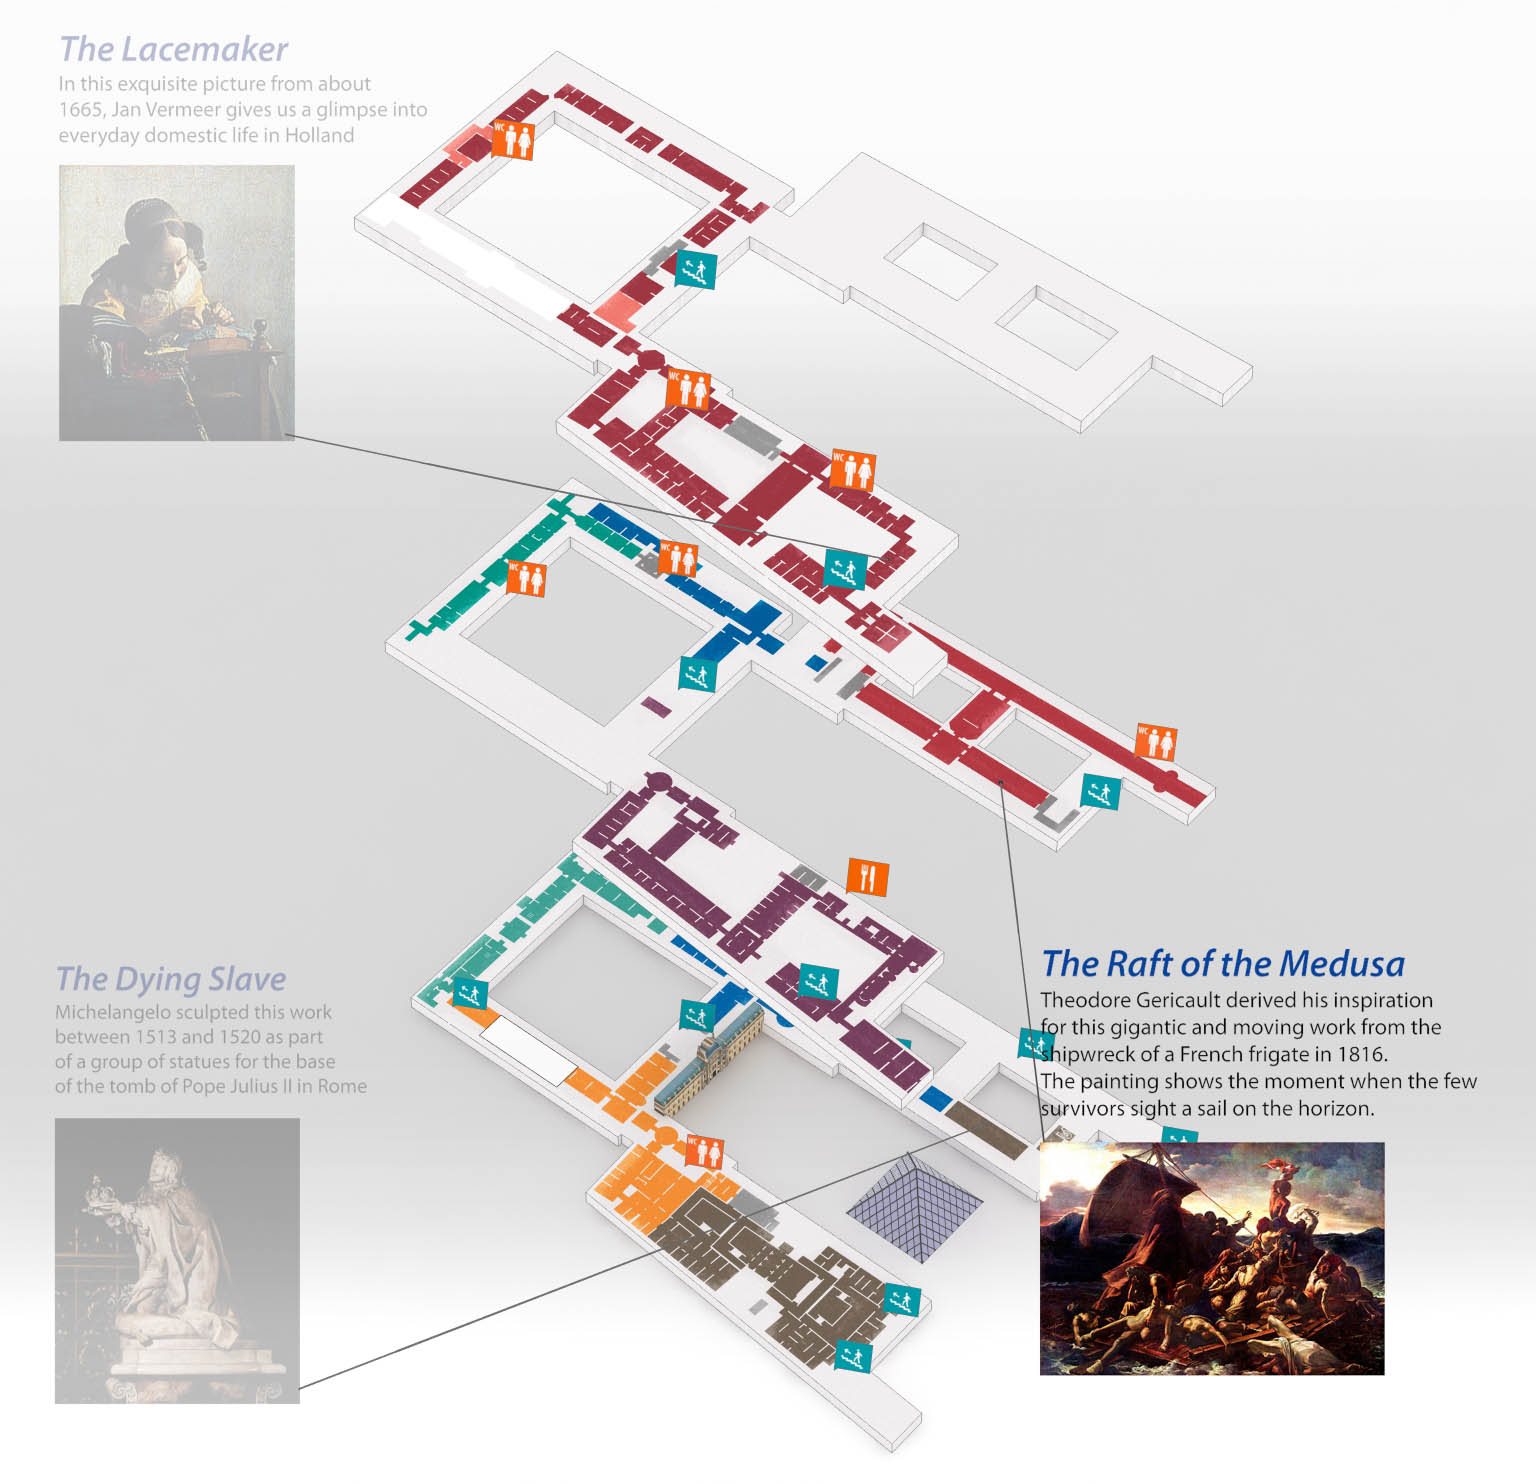 The Lacemaker
In this exquisite picture from about
1665, Jan Vermeer gives us a glimpse into
everyday domestic life in Holland
WC
WC
WC
WC
WC
WC
The Raft of the Medusa
Theodore Gericault derived his inspiration
for this gigantic and moving work from the
shipwreck of a French frigate in 1816.
The painting shows the moment when the few
survivors sight a sail on the horizon.
The Dying Slave
Michelangelo sculpted this work
between 1513 and 1520 as part
of a group of statues for the base
of the tomb of Pope Julius II in Rome
WC